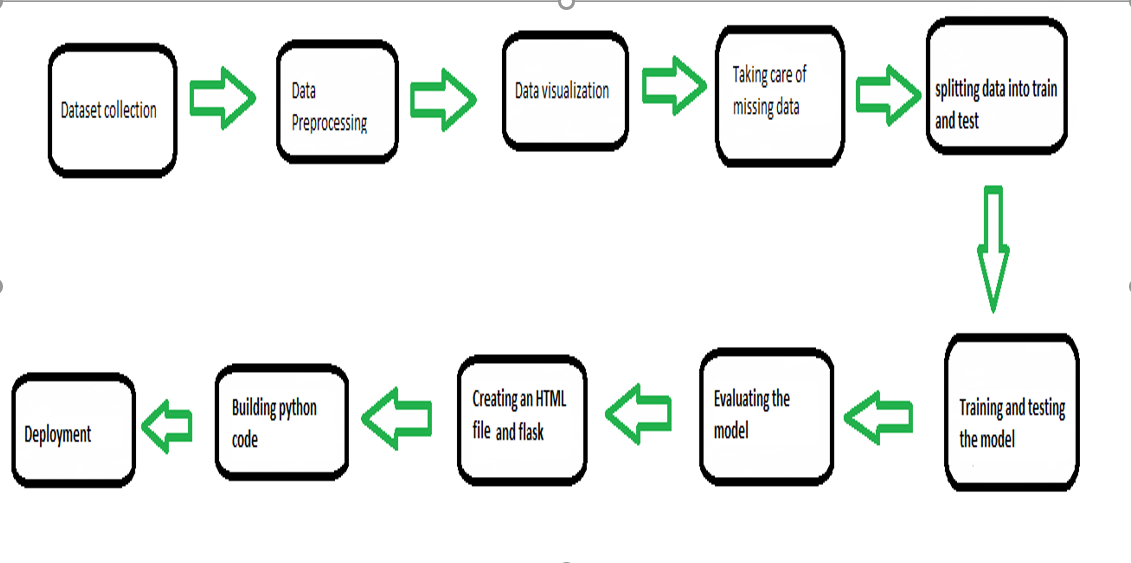 Dataset collection
Data
Preprocessing
Data visualization
Taking care of
missing data
splitting data into train
and test
Training and testing
the model
Evaluating the
model
Creating an HTML
file and flask
Building python
code
Deployment